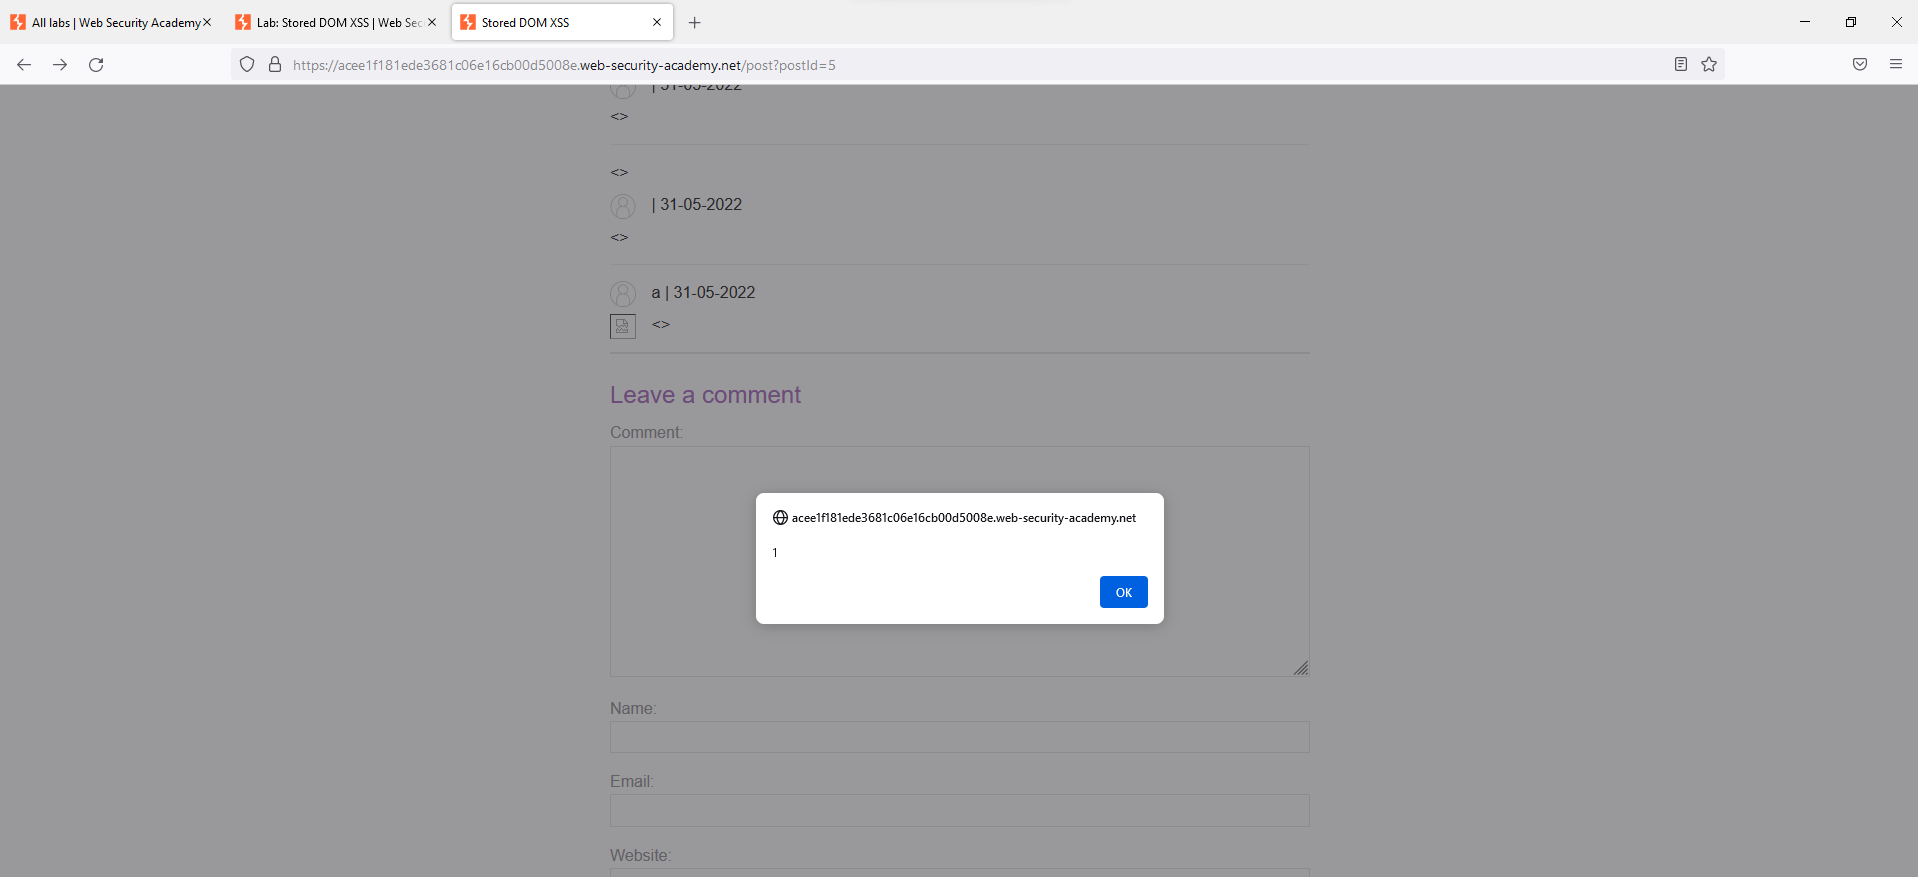 All labs | Web Security Academy
Lab: Stored DOM XSS | Web Sec
Stored DOM XSS
https://acee1f181ede3681c06e16cb00d5008e.web-security-academy.net/post?postId=5
| 31-05-2022
<>
<>
| 31-05-2022
<>
a | 31-05-2022
<>
Leave a comment
Comment:
acee1f181ede3681c06e16cb00d5008e.web-security-academy.net
1
OK
Name:
Email:
Website: